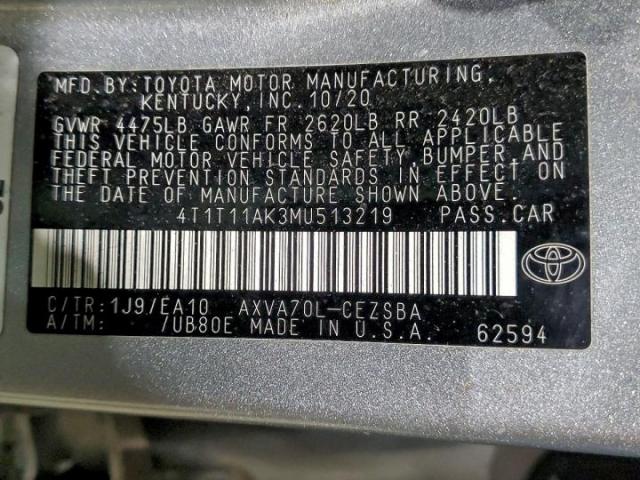 MFD.BY:TOYOTA MOTOR MANUFACTURING,
KENTUCKY,INC.10/20
GVWR 4475LB GAWR FR 2620LB RR 2420LB
THIS VEHICLE CONFORMS TO ALL APPLICABLE
FEDERAL MOTOR VEHICLE SAFETY,BUMPER,AND
THEFT PREVENTION STANDARDS IN EFFECT ON
THE DATE OF MANUFACTURE SHOWN ABOVE.
4T1T11AK3MU513219 PASS.CAR
C/TR:1J9/EA10 AXVA70L-CEZSBA
A/TM: /UB80E MADE IN U.S.A. 62594